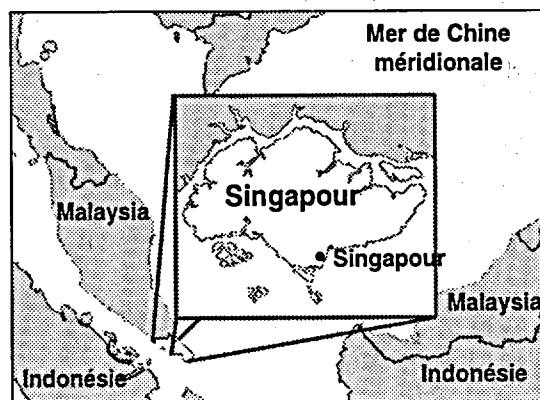 Mer de Chine
méridionale
Singapour
Malaysia
Singapour
Malaysia
Indonésie
Indonésie